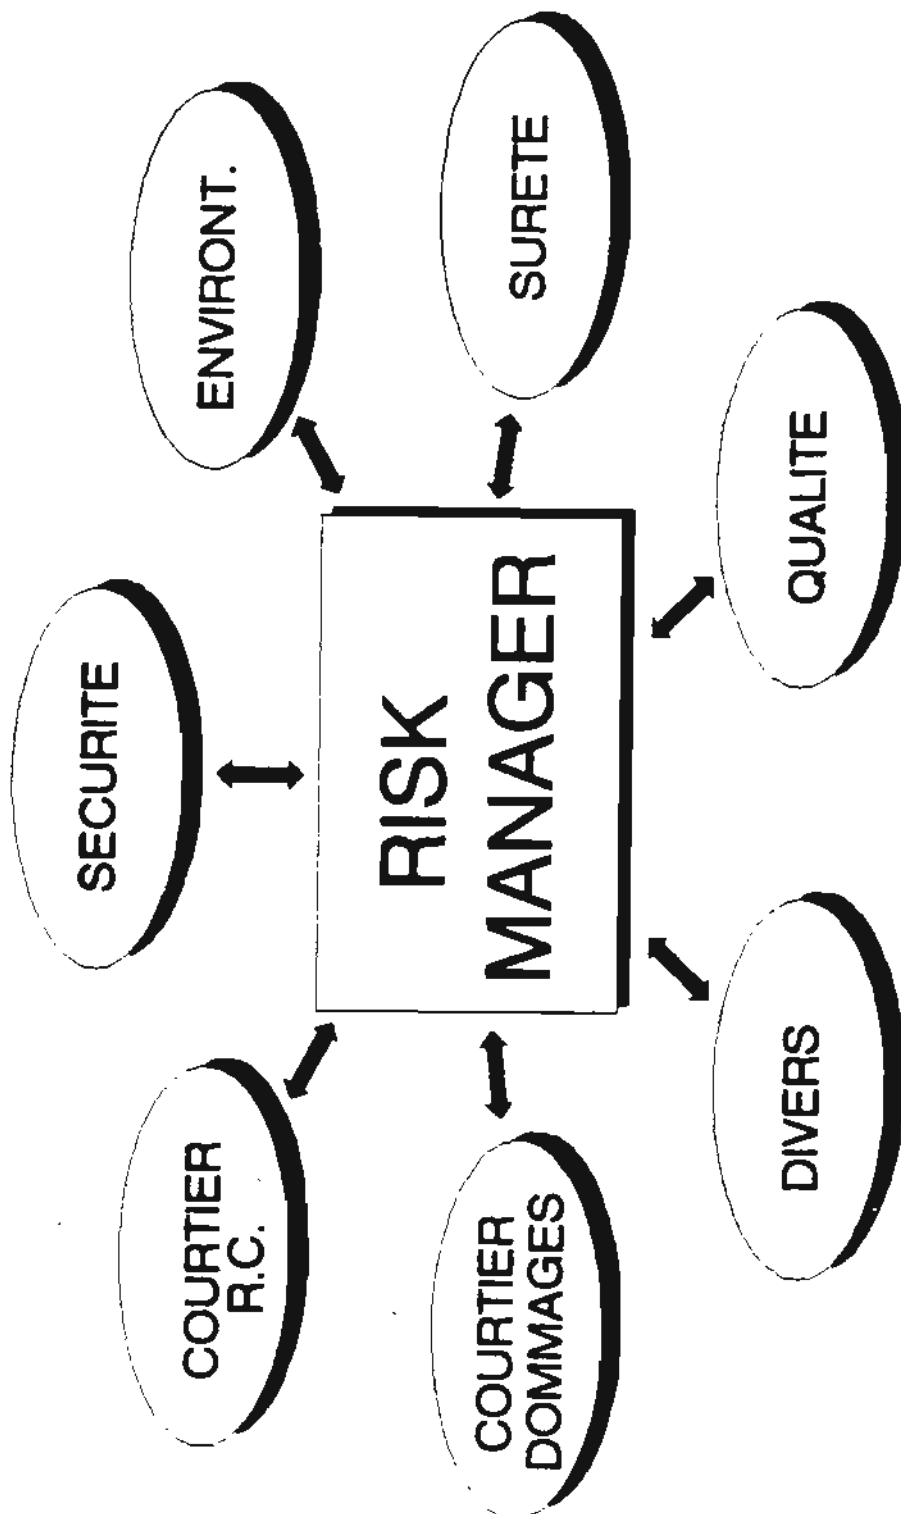 SECURITE
COURTIER
R.C.
ENVIRONT.
RISK
MANAGER
COURTIER
DOMMAGES
SURETE
DIVERS
QUALITE